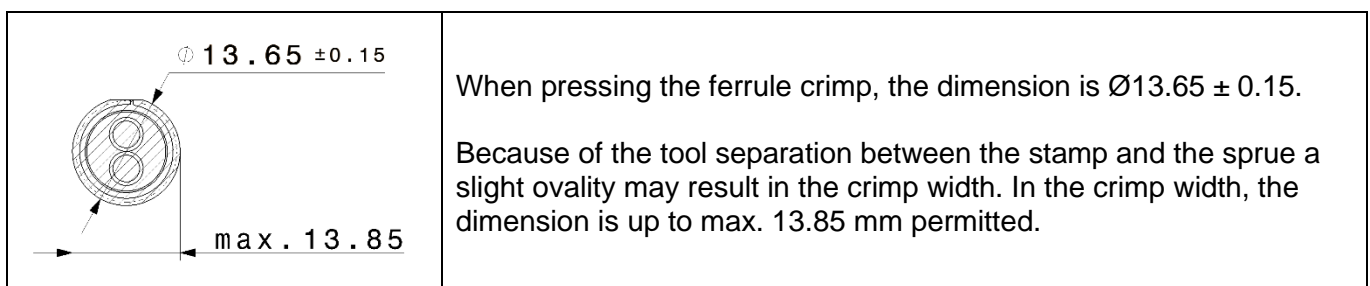 ⌀ 13.65 ±0.15
max.13.85
When pressing the ferrule crimp, the dimension is Ø13.65 ± 0.15.
Because of the tool separation between the stamp and the sprue a
slight ovality may result in the crimp width. In the crimp width, the
dimension is up to max. 13.85 mm permitted.